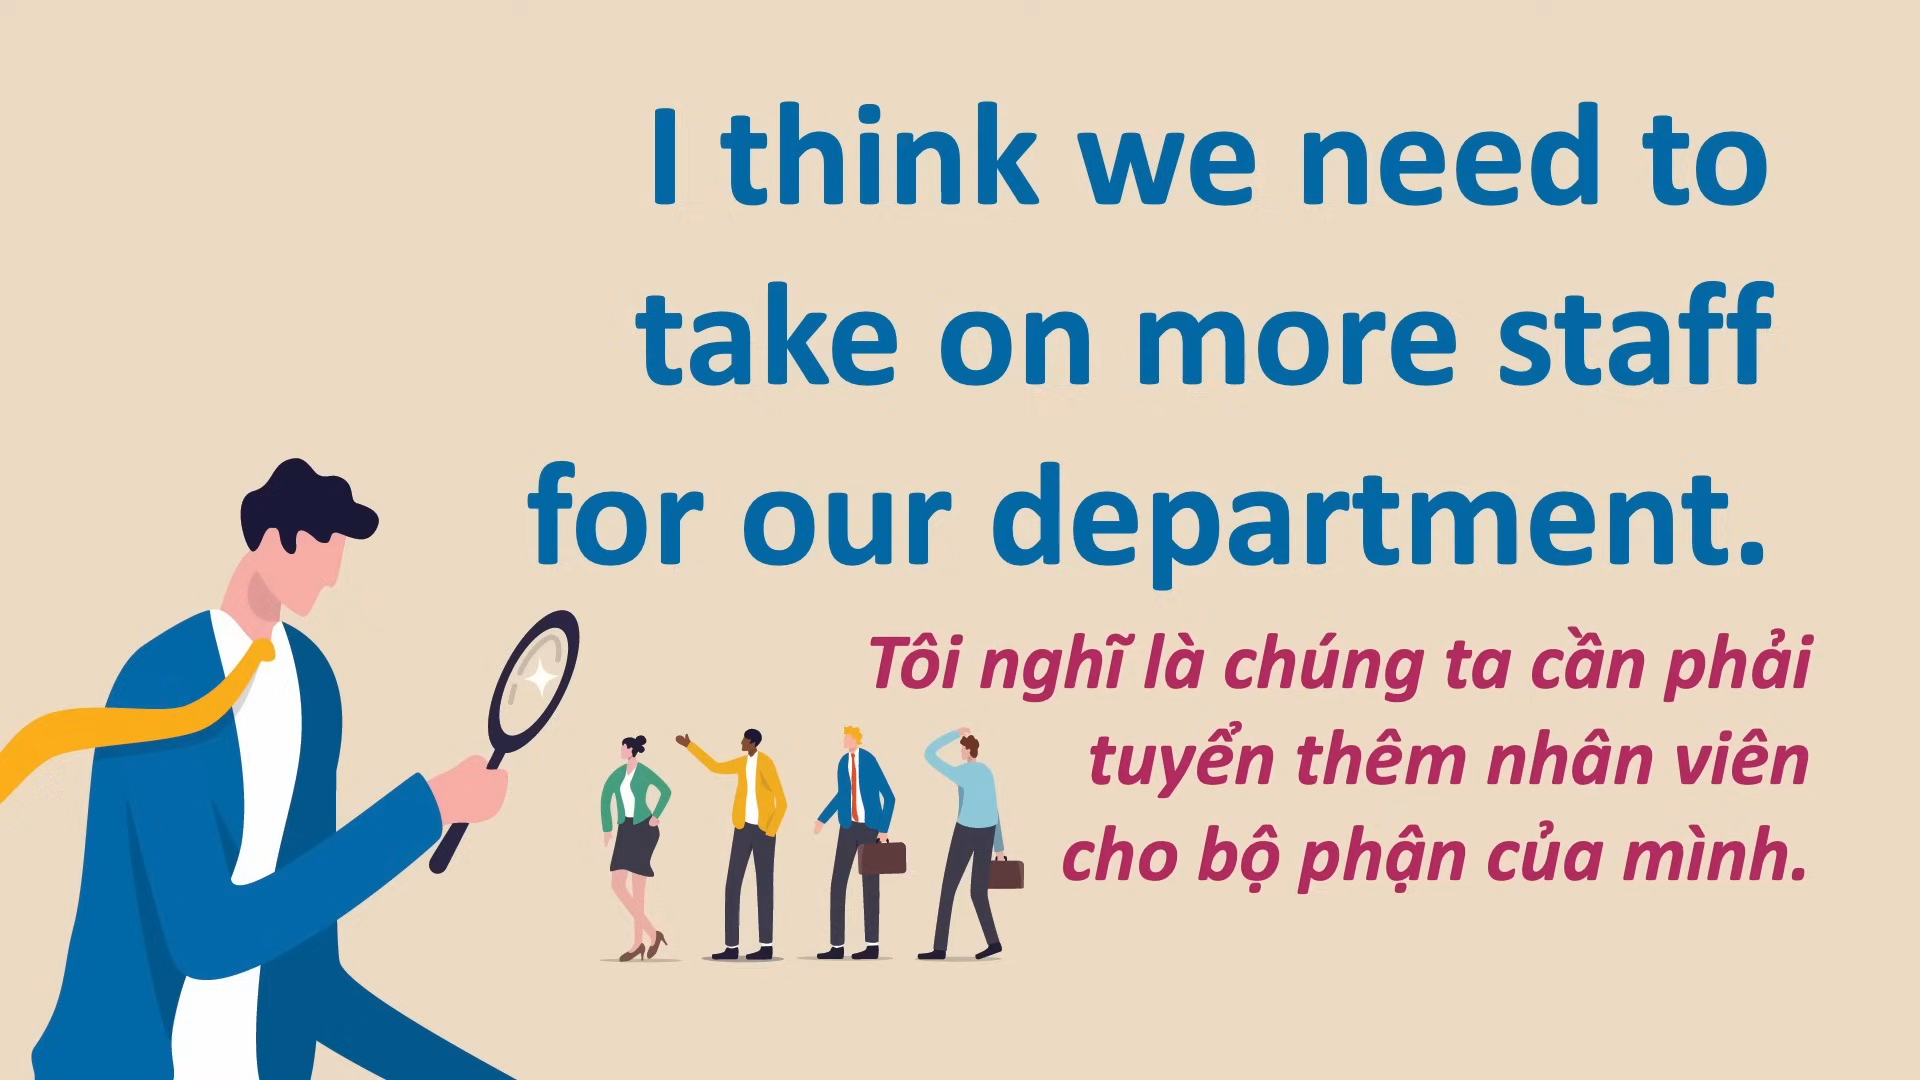 I think we need to
take on more staff
for our department.
Tôi nghĩ là chúng ta cần phải
tuyển thêm nhân viên
cho bộ phận của mình.